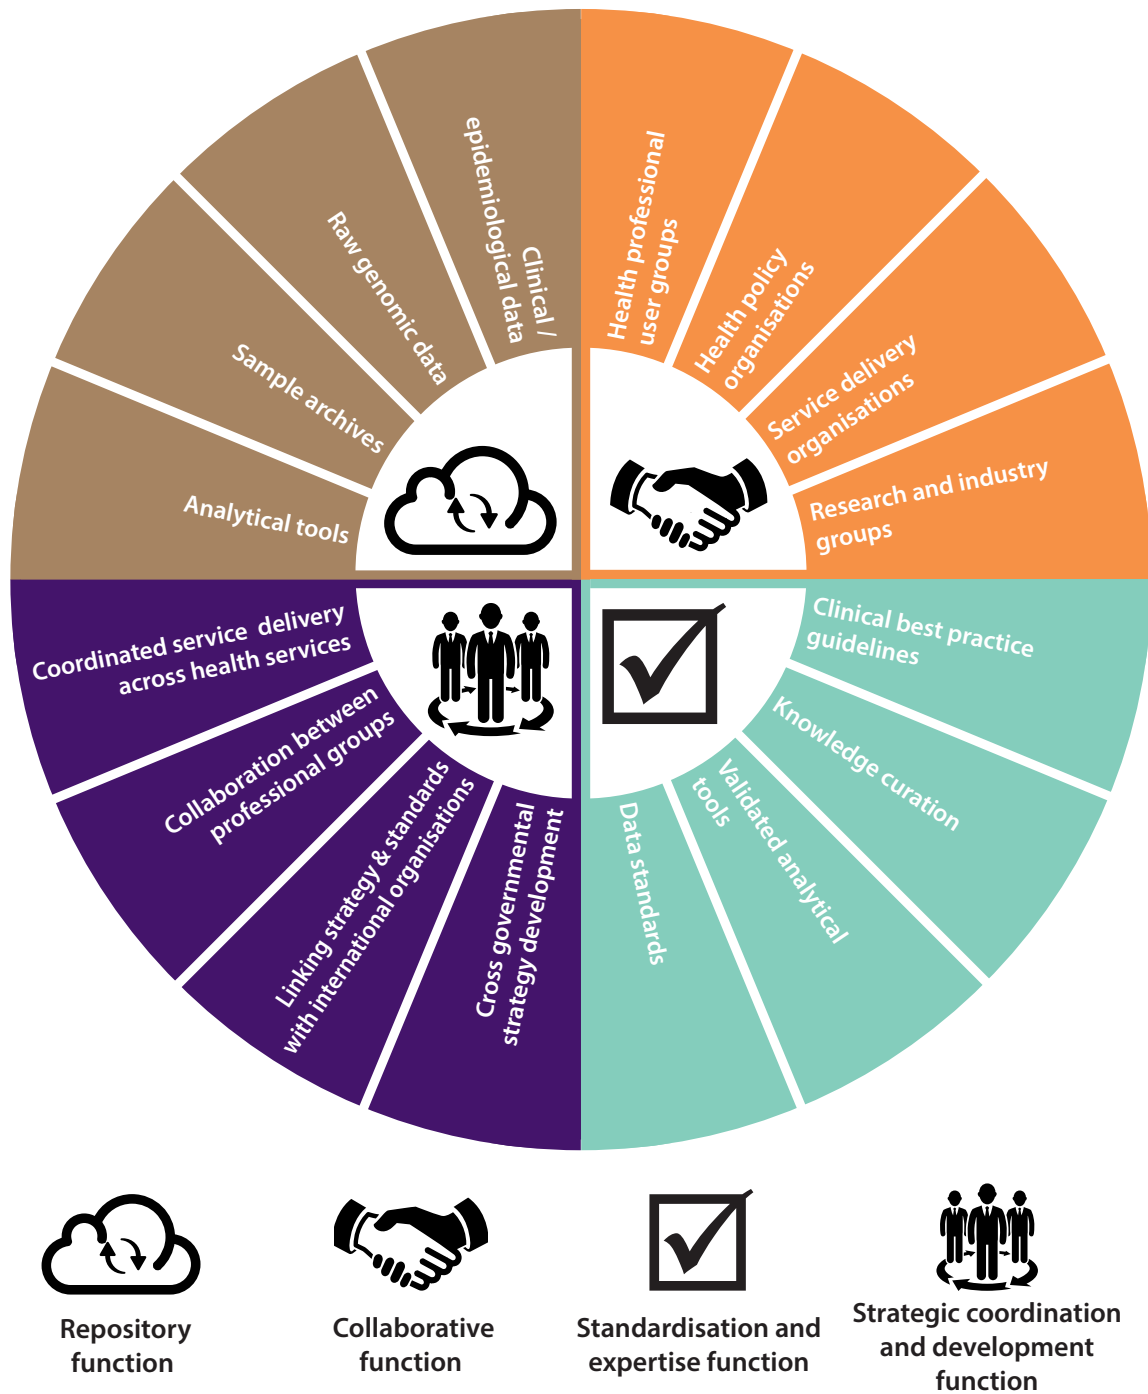 Clinical /
epidemiological data
Raw genomic data
Sample archives
Analytical tools
Health professional
user groups
Health policy
organisations
Service delivery
organisations
Research and industry
groups
Clinical best practice
guidelines
Knowledge curation
Validated analytical
tools
Data standards
Cross governmental
strategy development
Linking strategy & standards
with international organisations
Collaboration between
professional groups
Coordinated service delivery
across health services
Repository
function
Collaborative
function
Standardisation and
expertise function
Strategic coordination
and development
function